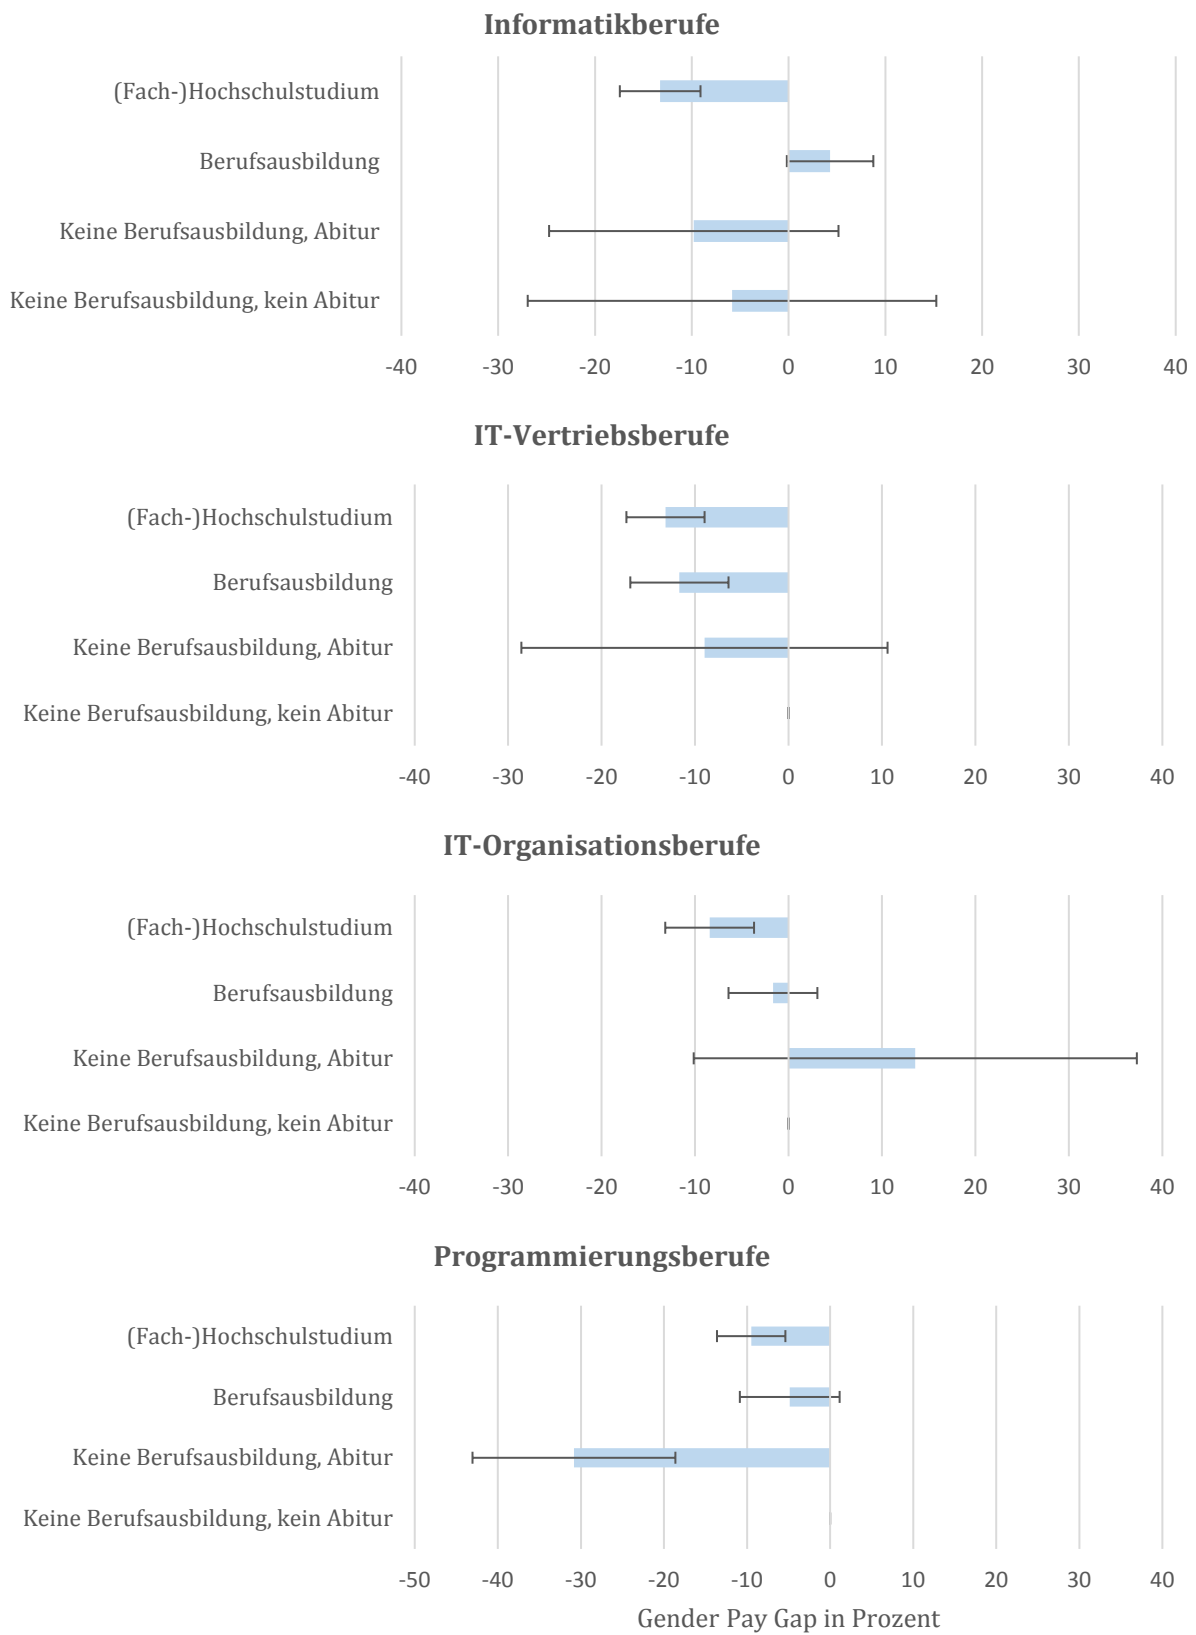 Informatikberufe
(Fach-)Hochschulstudium
Berufsausbildung
Keine Berufsausbildung, Abitur
Keine Berufsausbildung, kein Abitur
-40 -30 -20 -10 0 10 20 30 40
IT-Vertriebsberufe
(Fach-)Hochschulstudium
Berufsausbildung
Keine Berufsausbildung, Abitur
Keine Berufsausbildung, kein Abitur
-40 -30 -20 -10 0 10 20 30 40
IT-Organisationsberufe
(Fach-)Hochschulstudium
Berufsausbildung
Keine Berufsausbildung, Abitur
Keine Berufsausbildung, kein Abitur
-40 -30 -20 -10 0 10 20 30 40
Programmierungsberufe
(Fach-)Hochschulstudium
Berufsausbildung
Keine Berufsausbildung, Abitur
Keine Berufsausbildung, kein Abitur
-50 -40 -30 -20 -10 0 10 20 30 40
Gender Pay Gap in Prozent